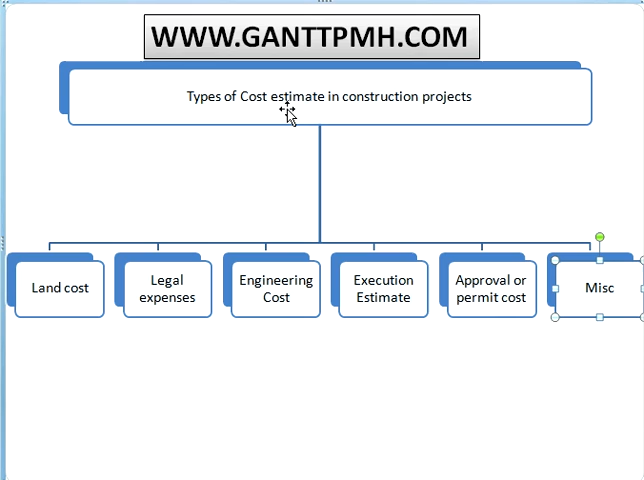 WWW.GANTTPMH.COM
Types of Cost estimate in construction projects
Land cost
Legal
expenses
Engineering
Cost
Execution
Estimate
Approval or
permit cost
Misc